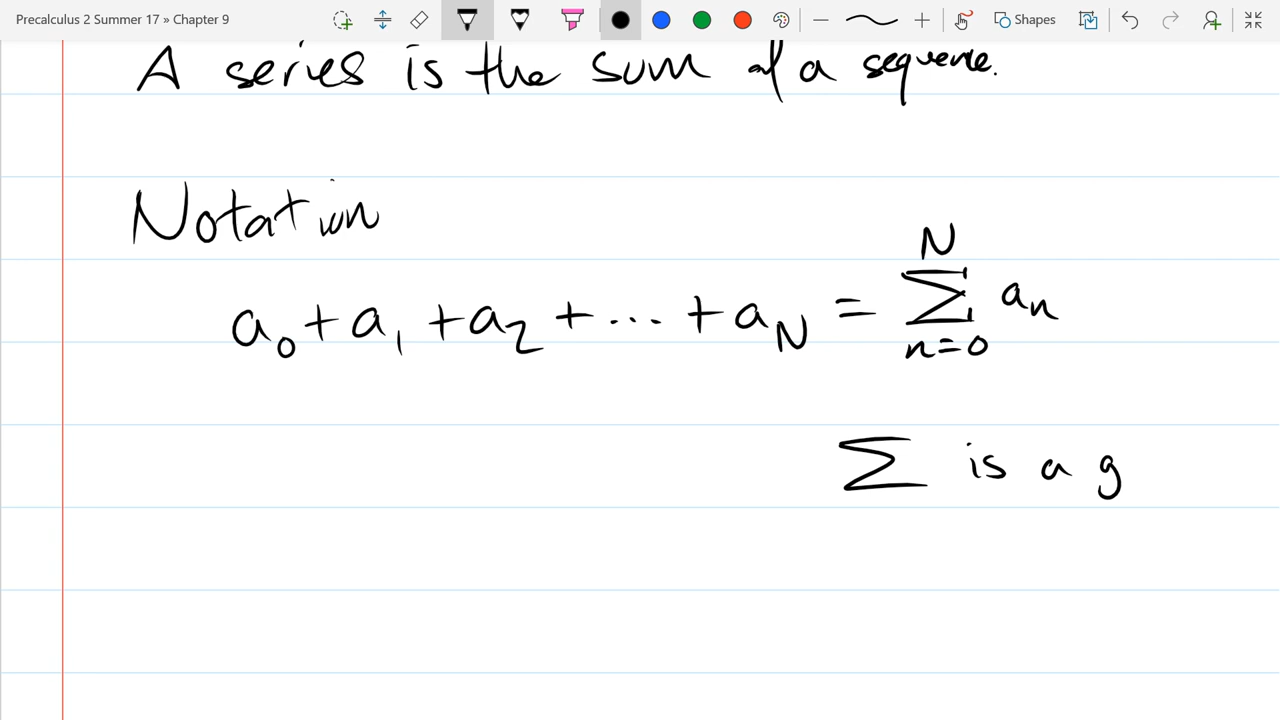 Precalculus 2 Summer 17 » Chapter 9
Shapes
A series is the sum of a sequence.
Notation
a₀ + a₁ + a₂ + ... + a_N = ∑_{n=0}^{N} aₙ
∑ is a g